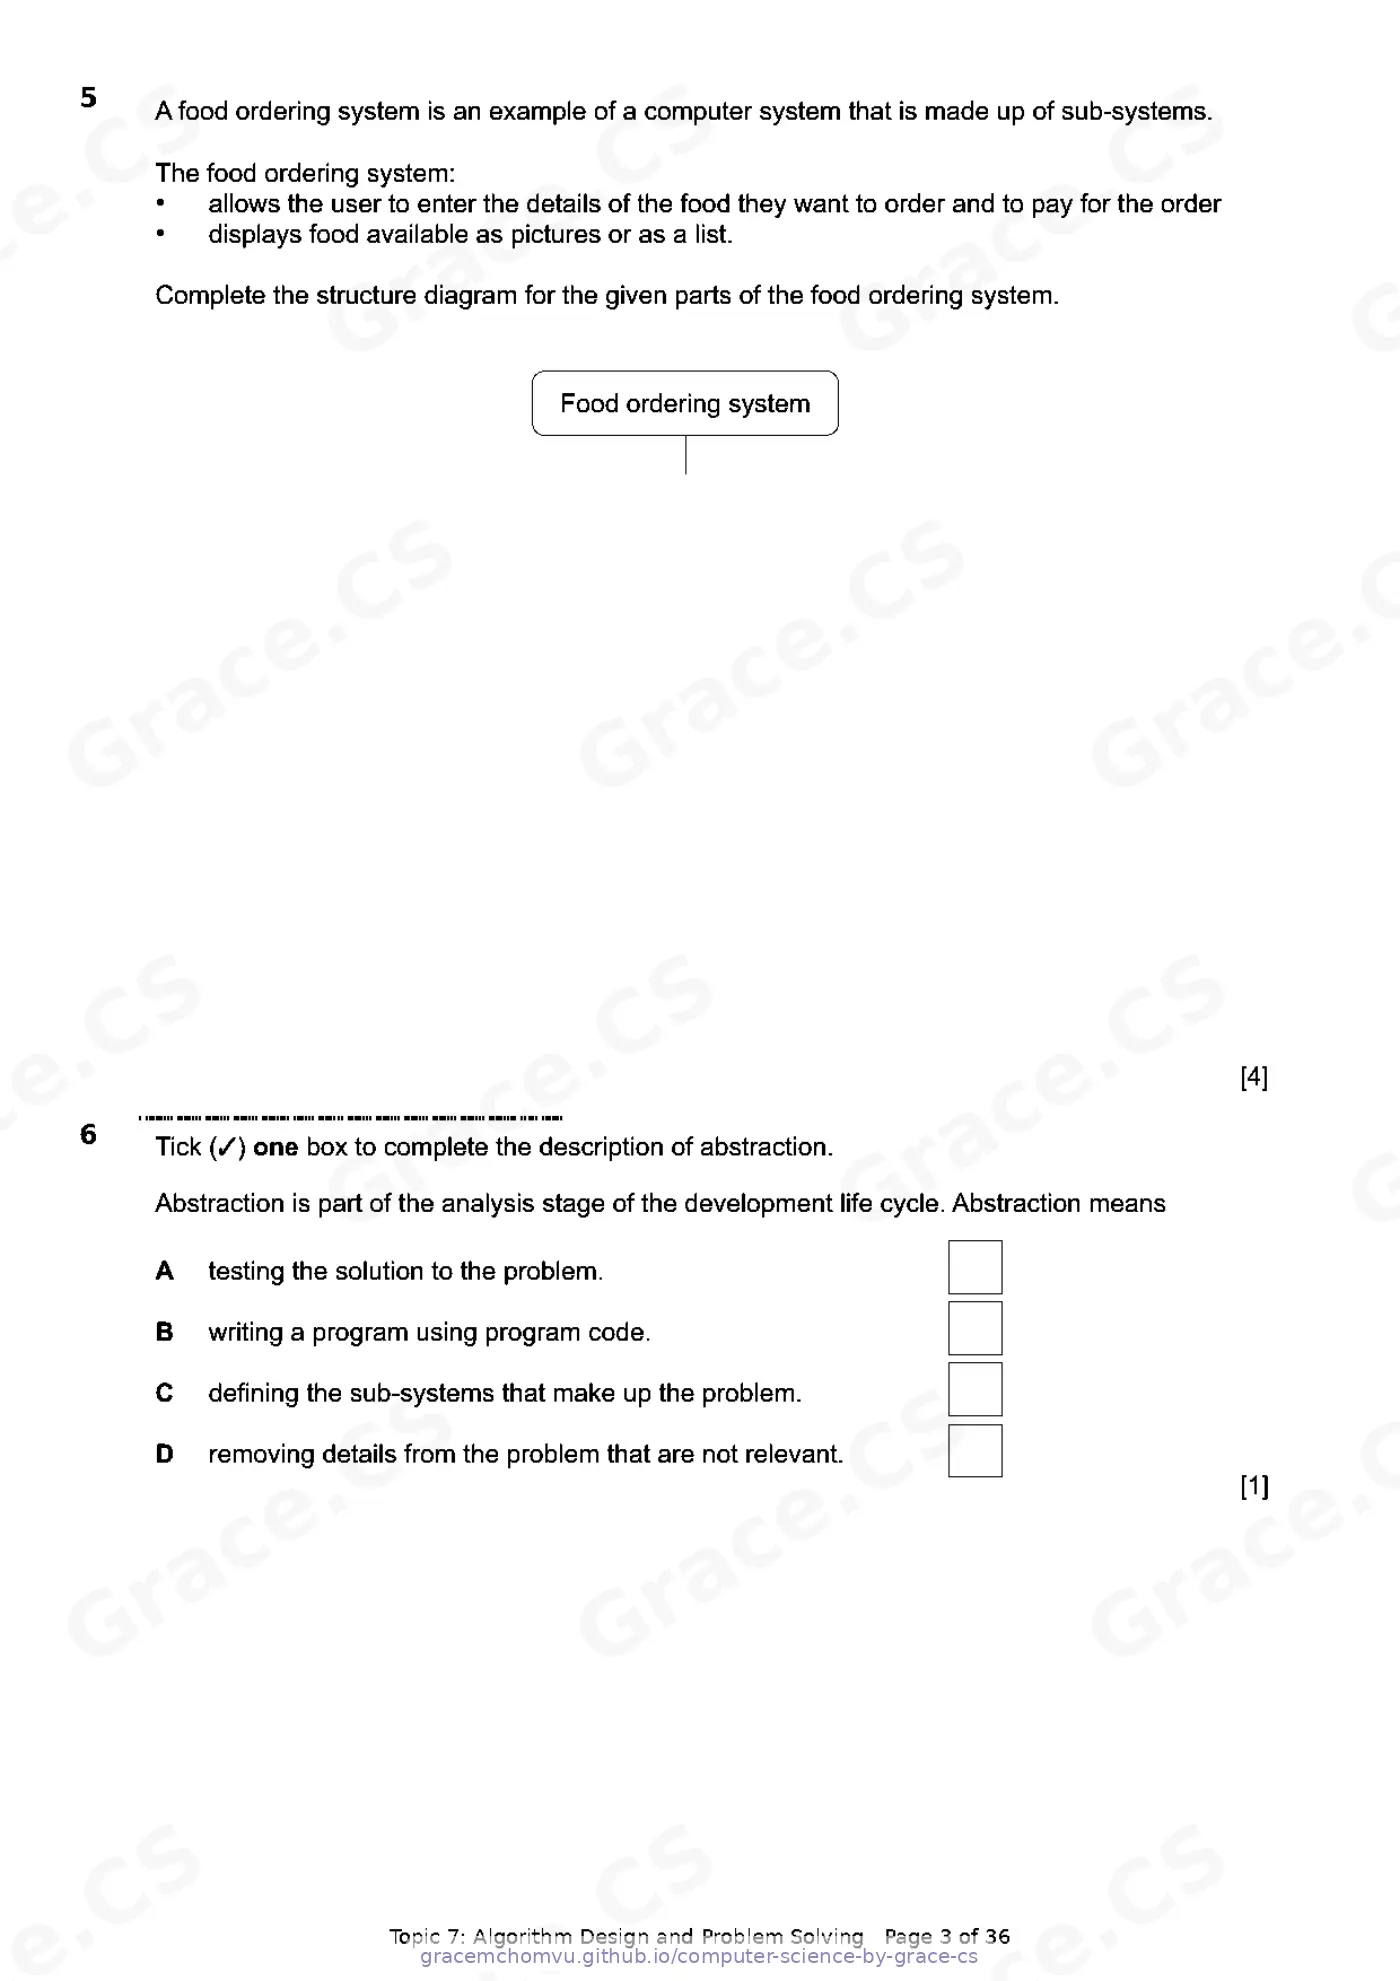 5
A food ordering system is an example of a computer system that is made up of sub-systems.
The food ordering system:
• allows the user to enter the details of the food they want to order and to pay for the order
• displays food available as pictures or as a list.
Complete the structure diagram for the given parts of the food ordering system.
Food ordering system
[4]
6
Tick (✓) one box to complete the description of abstraction.
Abstraction is part of the analysis stage of the development life cycle. Abstraction means
A testing the solution to the problem.
B writing a program using program code.
C defining the sub-systems that make up the problem.
D removing details from the problem that are not relevant.
[1]
Topic 7: Algorithm Design and Problem Solving Page 3 of 36
gracemchomvu.github.io/computer-science-by-grace-cs
Grace.CS